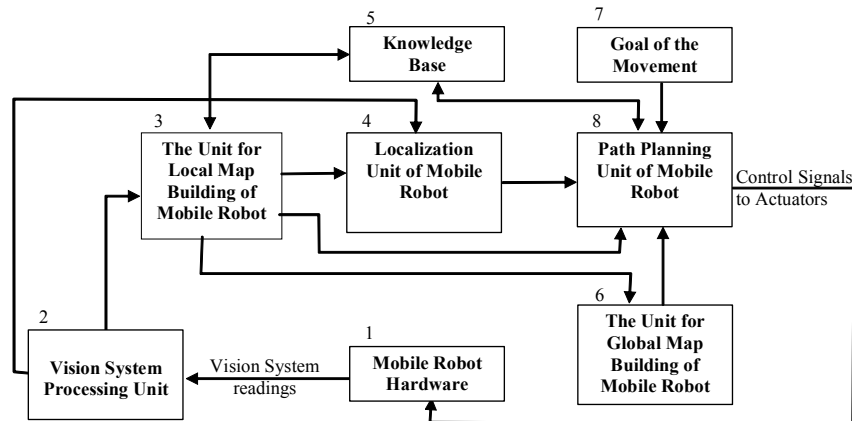 5
Knowledge
Base
7
Goal of the
Movement
3
The Unit for
Local Map
Building of
Mobile Robot
4
Localization
Unit of Mobile
Robot
8
Path Planning
Unit of Mobile
Robot
Control Signals
to Actuators
2
Vision System
Processing Unit
Vision System
readings
1
Mobile Robot
Hardware
6
The Unit for
Global Map
Building of
Mobile Robot